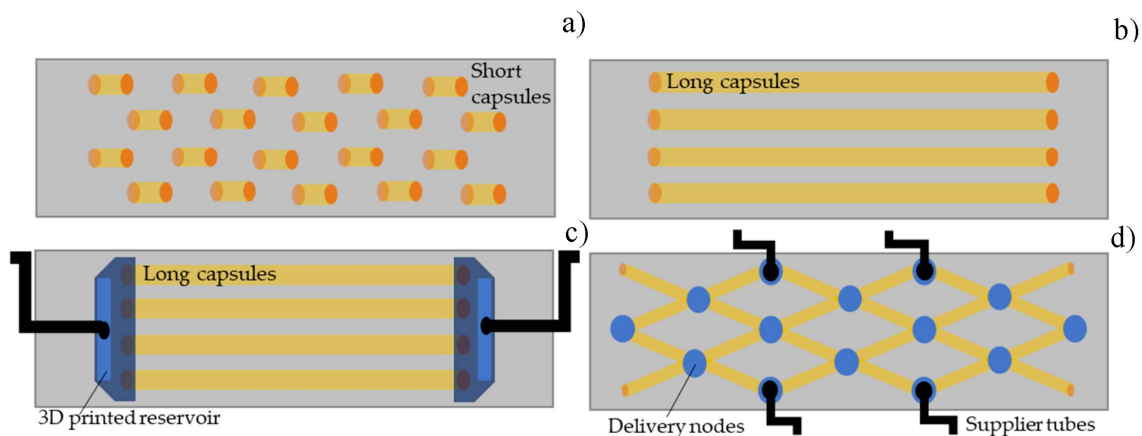 a)
Short
capsules
b)
Long capsules
c)
Long capsules
3D printed reservoir
d)
Delivery nodes
Supplier tubes